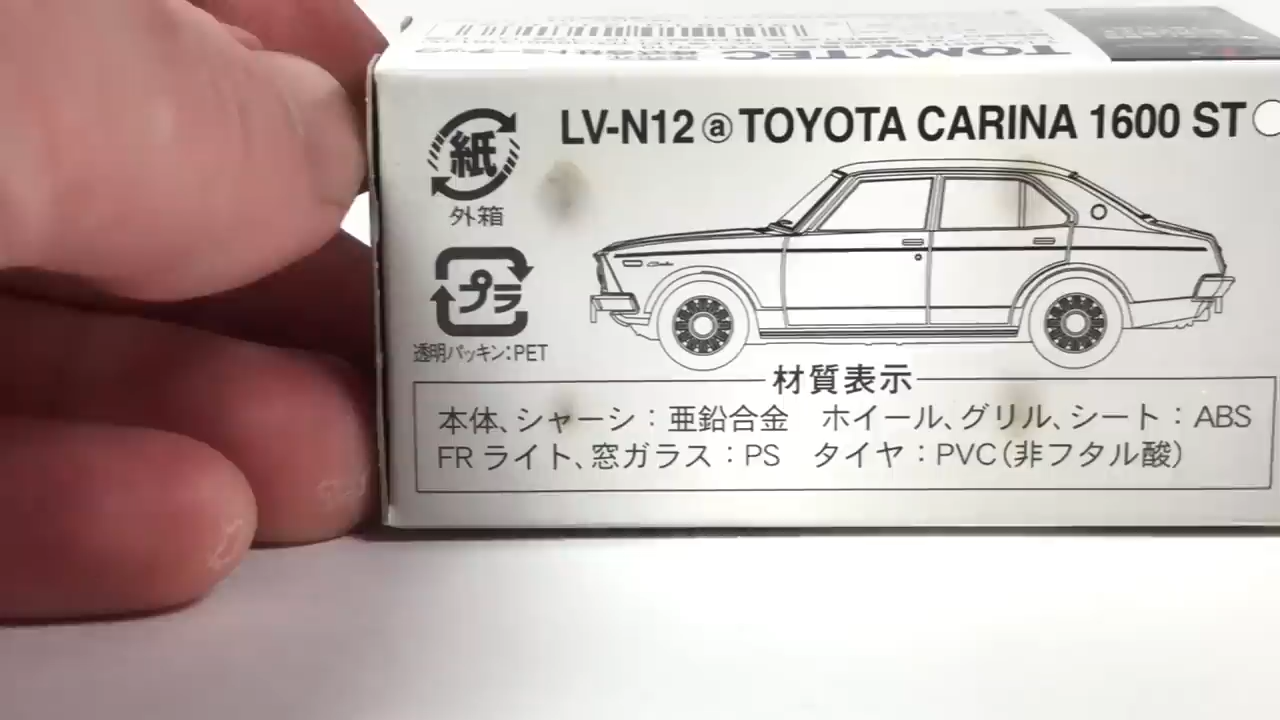 TOMYTEC
LV-N12 ⓐ TOYOTA CARINA 1600 ST
紙
外箱
プラ
透明パッキン:PET
材質表示
本体、シャーシ:亜鉛合金 ホイール、グリル、シート:ABS
FR ライト、窓ガラス:PS タイヤ:PVC(非フタル酸)